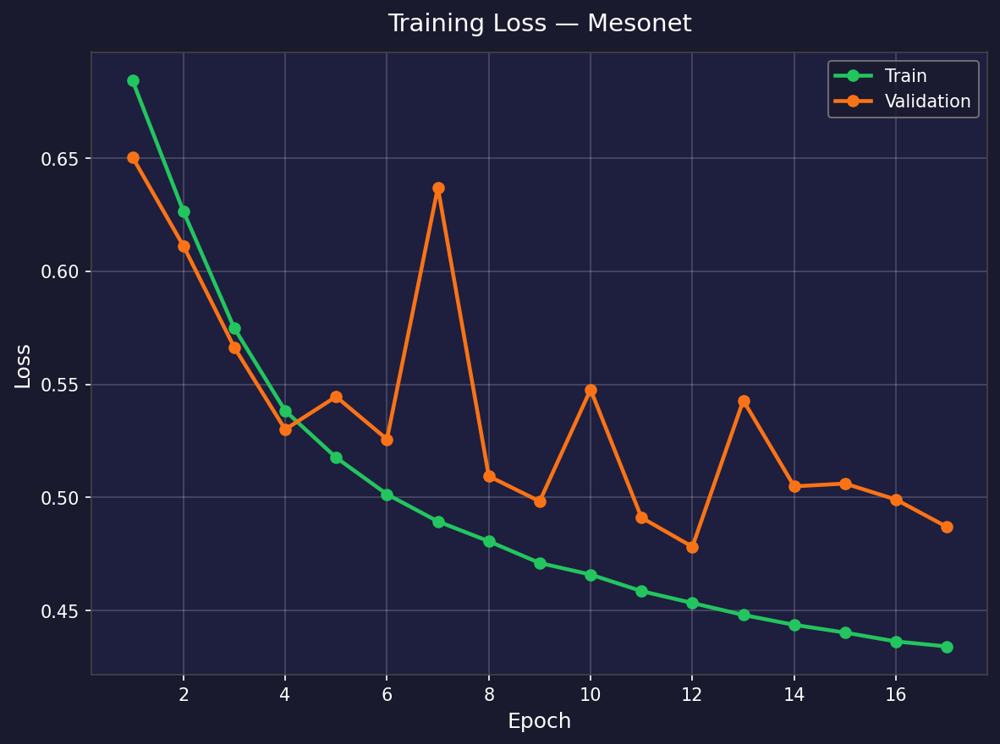 Training Loss — Mesonet
Train
Validation
0.65
0.60
0.55
0.50
0.45
Loss
2 4 6 8 10 12 14 16
Epoch